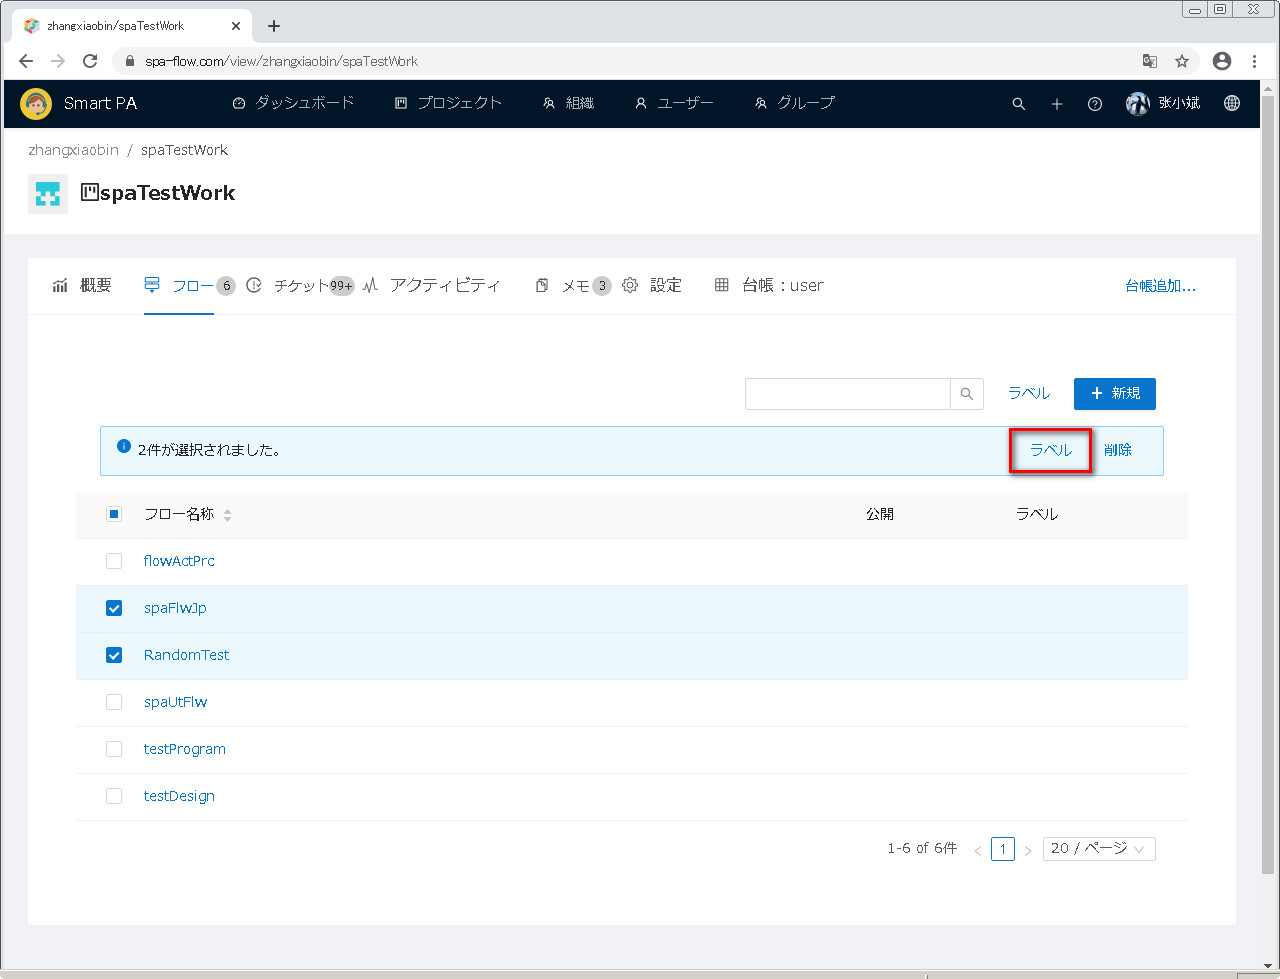 zhangxiaobin/spaTestWork
spa-flow.com/view/zhangxiaobin/spaTestWork
Smart PA ダッシュボード プロジェクト 組織 ユーザー グループ 张小斌
zhangxiaobin / spaTestWork
spaTestWork
概要 フロー 6 チケット 99+ アクティビティ メモ 3 設定 台帳：user 台帳追加...
ラベル + 新規
2件が選択されました。 ラベル 削除
フロー名称 公開 ラベル
flowActPrc
spaFlwJp
RandomTest
spaUtFlw
testProgram
testDesign
1-6 of 6件 < 1 > 20 / ページ